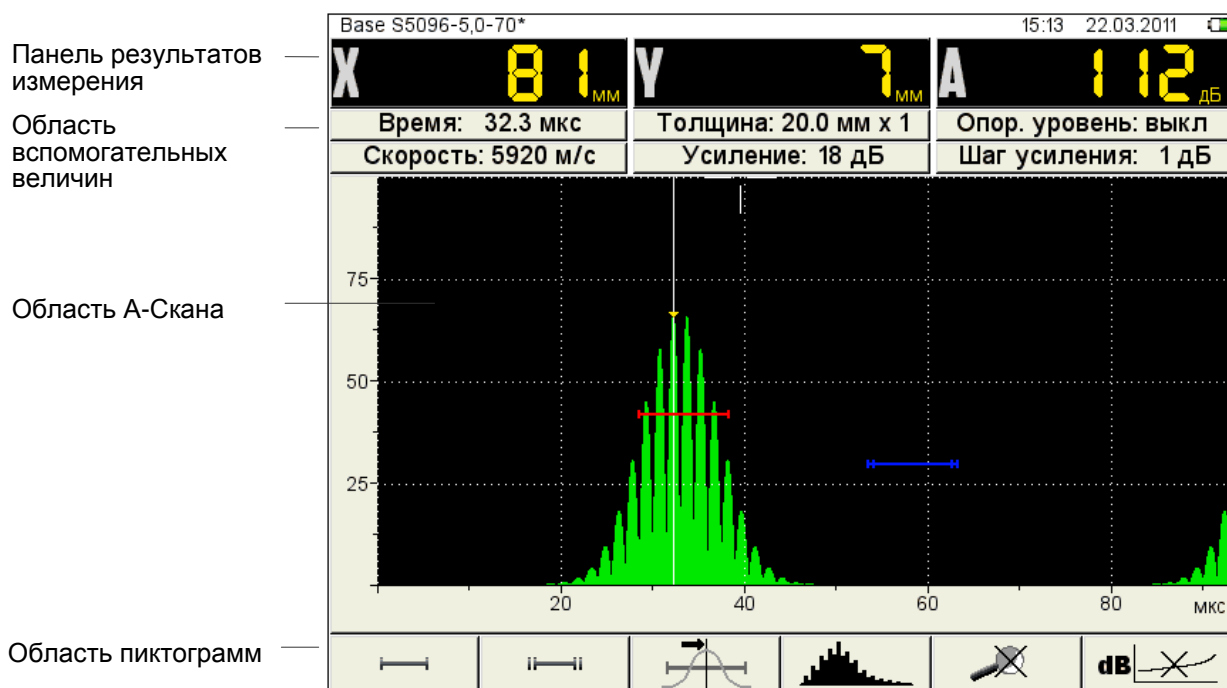 Base S5096-5,0-70*
15:13 22.03.2011
Панель результатов
измерения
X 81 мм Y 7 мм A 112 дБ
Область
вспомогательных
величин
Время: 32.3 мкс Толщина: 20.0 мм x 1 Опор. уровень: выкл
Скорость: 5920 м/с Усиление: 18 дБ Шаг усиления: 1 дБ
75
Область А-Скана
50
25
20 40 60 80 мкс
Область пиктограмм
dB